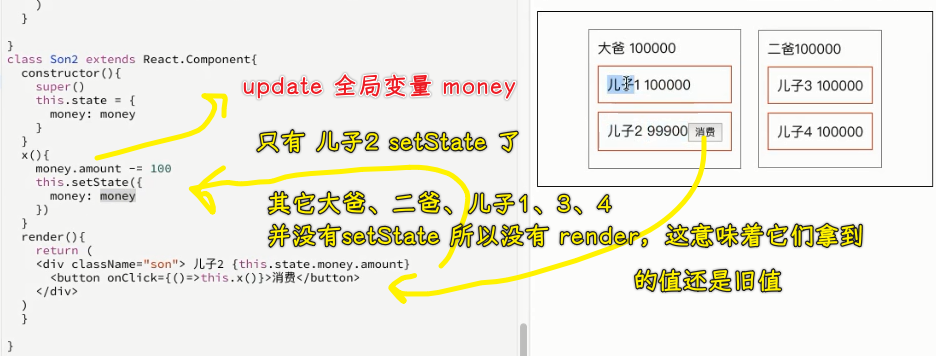 )
}
}
class Son2 extends React.Component{
constructor(){
super()
this.state = {
money: money
}
}
x(){
money.amount -= 100
this.setState({
money: money
})
}
render(){
return (
<div className="son"> 儿子2 {this.state.money.amount}
<button onClick={()=>this.x()}>消费</button>
</div>
)
}
}
update 全局变量 money
只有 儿子2 setState 了
其它大爸、二爸、儿子1、3、4
并没有setState 所以没有 render，这意味着它们拿到
的值还是旧值
大爸 100000
儿子1 100000
儿子2 99900 消费
二爸100000
儿子3 100000
儿子4 100000